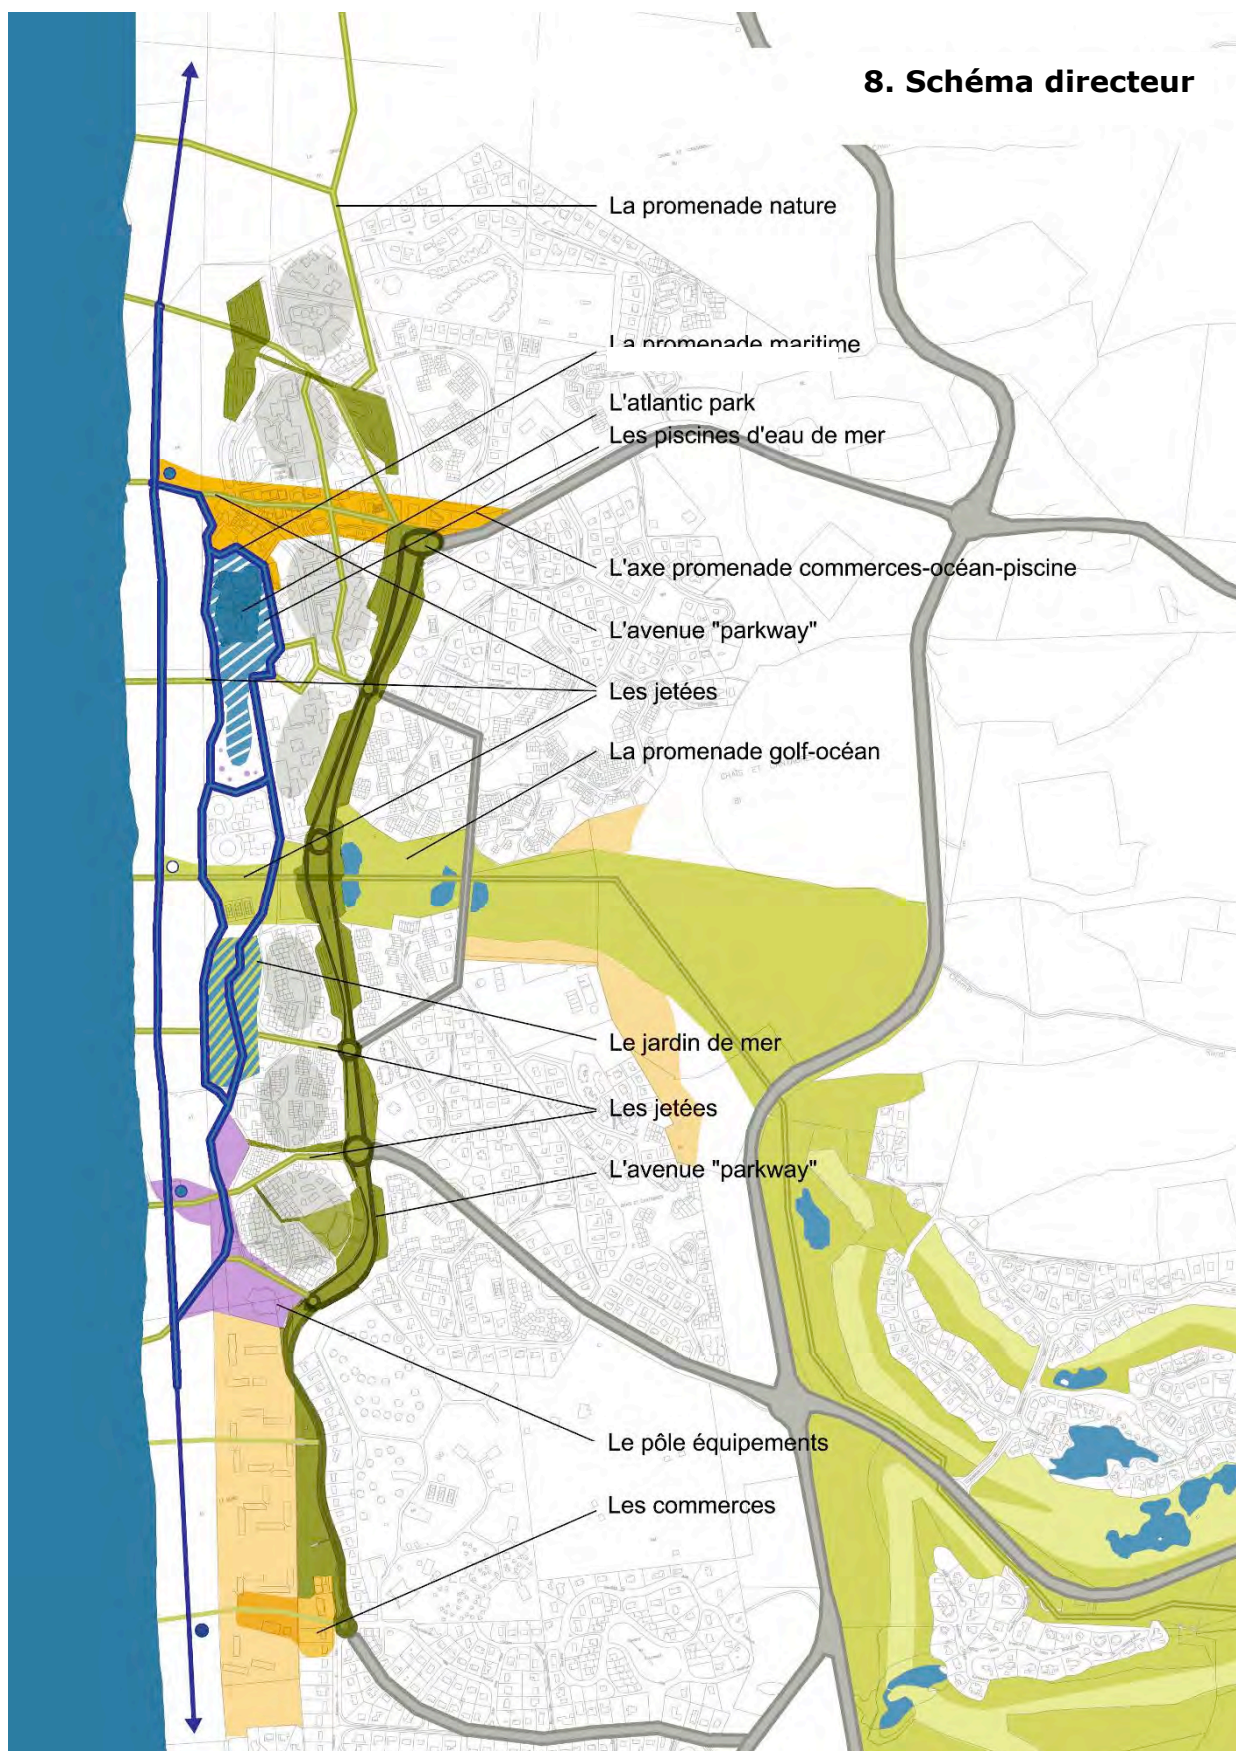 8. Schéma directeur
La promenade nature
La promenade maritime
L'atlantic park
Les piscines d'eau de mer
L'axe promenade commerces-océan-piscine
L'avenue "parkway"
Les jetées
La promenade golf-océan
Le jardin de mer
Les jetées
L'avenue "parkway"
Le pôle équipements
Les commerces